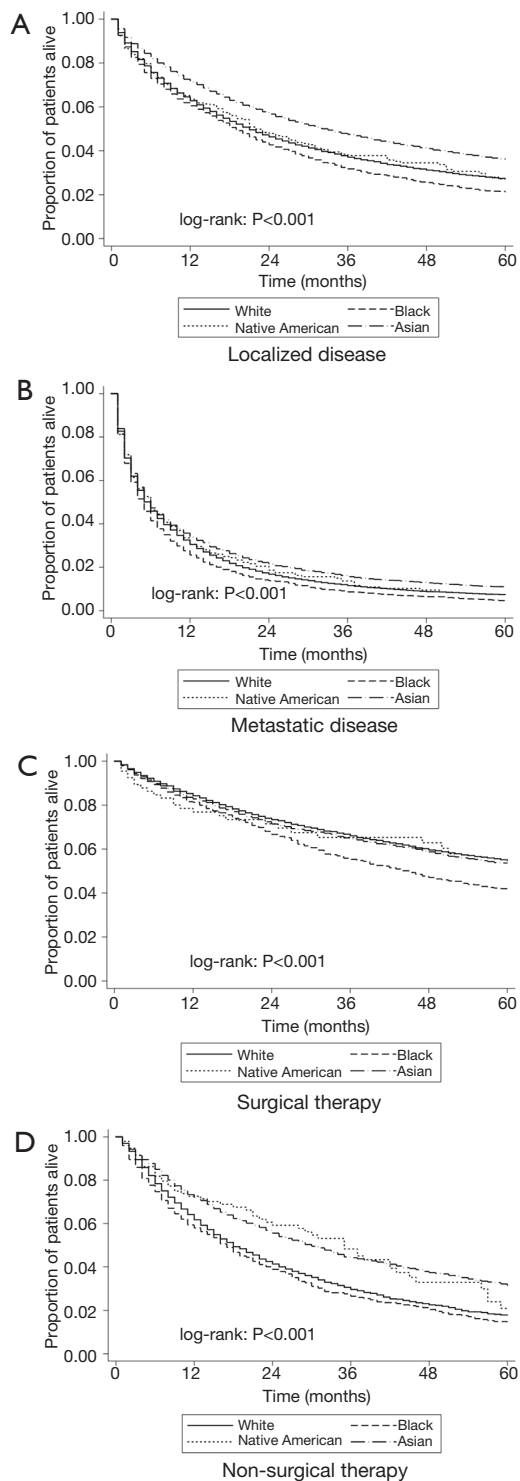 A
Proportion of patients alive
1.00
0.08
0.06
0.04
0.02
0.00
log-rank: P<0.001
0 12 24 36 48 60
Time (months)
White Black
Native American Asian
Localized disease
B
Proportion of patients alive
1.00
0.08
0.06
0.04
0.02
0.00
log-rank: P<0.001
0 12 24 36 48 60
Time (months)
White Black
Native American Asian
Metastatic disease
C
Proportion of patients alive
1.00
0.08
0.06
0.04
0.02
0.00
log-rank: P<0.001
0 12 24 36 48 60
Time (months)
White Black
Native American Asian
Surgical therapy
D
Proportion of patients alive
1.00
0.08
0.06
0.04
0.02
0.00
log-rank: P<0.001
0 12 24 36 48 60
Time (months)
White Black
Native American Asian
Non-surgical therapy